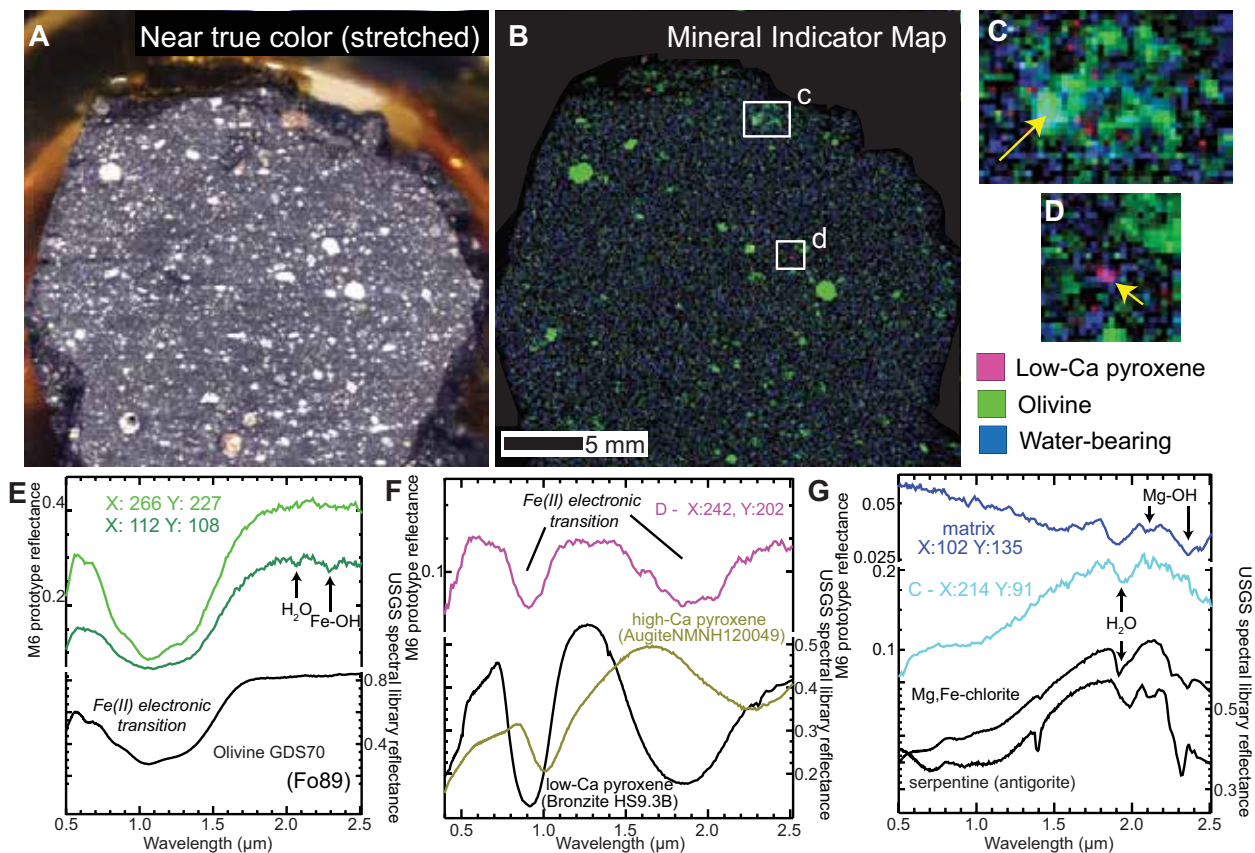 A
Near true color (stretched)
B
Mineral Indicator Map
c
d
5 mm
C
D
Low-Ca pyroxene
Olivine
Water-bearing
E
M6 prototype reflectance
0.4
0.2
X: 266 Y: 227
X: 112 Y: 108
H2O
Fe-OH
Fe(II) electronic
transition
Olivine GDS70
(Fo89)
0.8
0.4
USGS spectral library reflectance
0.5
1.0
1.5
2.0
2.5
Wavelength (µm)
F
M6 prototype reflectance
0.1
Fe(II) electronic
transition
D - X:242, Y:202
high-Ca pyroxene
(AugiteNMNH120049)
low-Ca pyroxene
(Bronzite HS9.3B)
0.5
0.4
0.3
0.2
USGS spectral library reflectance
0.5
1.0
1.5
2.0
2.5
Wavelength (µm)
G
M6 prototype reflectance
0.05
0.025
0.2
0.1
Mg-OH
matrix
X:102 Y:135
C - X:214 Y:91
H2O
Mg,Fe-chlorite
serpentine (antigorite)
0.5
0.3
USGS spectral library reflectance
0.5
1.0
1.5
2.0
2.5
Wavelength (µm)